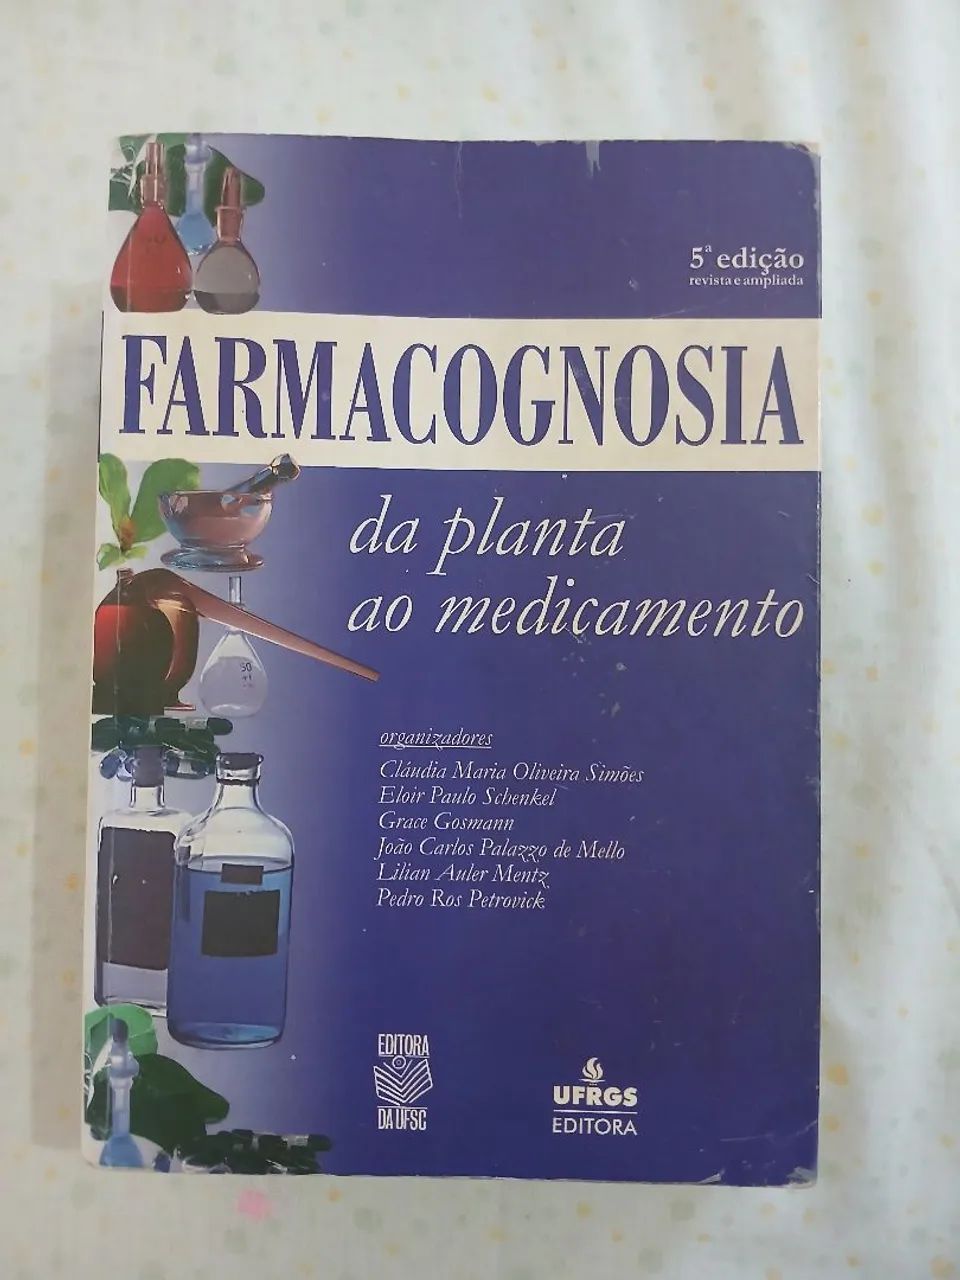 5ª edição
revista e ampliada
FARMACOGNOSIA
da planta
ao medicamento
50
organizadores
Cláudia Maria Oliveira Simões
Eloir Paulo Schenkel
Grace Gosmann
João Carlos Palazzo de Mello
Lilian Auler Mentz
Pedro Ros Petrovick
EDITORA
DA UFSC
UFRGS
EDITORA